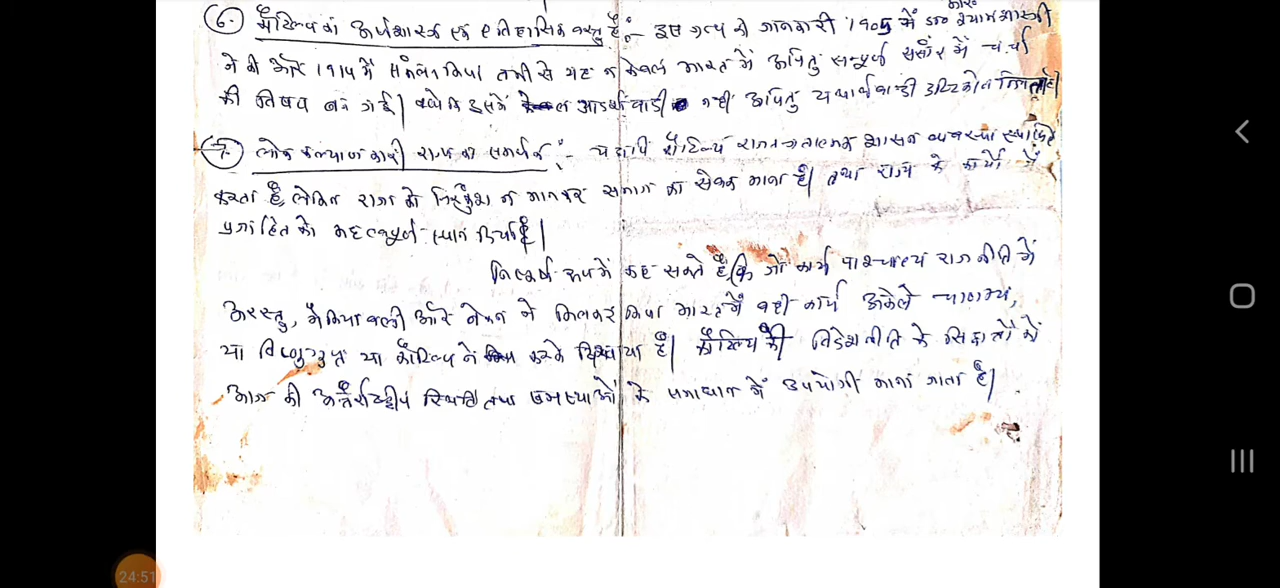 कार
6. कौटिल्य का अर्थशास्त्र एक ऐतिहासिक वस्तु है:- इस ग्रन्थ की जानकारी 1905 में डा० श्यामशास्त्री
ने की और 1914 में किया तभी से यह न केवल भारत में अपितु सम्पूर्ण संसार में चर्चा
की विषय बन गई। क्योकि इसमें आदर्शवादी नहीं अपितु यथार्थवादी दृष्टिकोन मिलता है।
7. लोक कल्याणकारी राज्य का समर्थन:- यद्यपि कौटिल्य राजतन्त्रात्मक शासन व्यवस्था स्थापित
करता है, लेकिन राजा को निरंकुश न मानकर समाज का सेवक माना है। तथा राज्य के कार्यो में
प्रजाहित को महत्वपूर्ण स्थान दिया है।
निष्कर्ष रूप में कह सकते है कि जो कार्य पाश्चात्य राजनीति में
अरस्तु, मैकियावली और बेकन ने मिलकर किया भारत में वही कार्य अकेले चाणक्य,
या विष्णुगुप्त या कौटिल्य ने करके दिखाया है। कौटिल्य की विदेशनीति के सिद्धान्तों को
आज की अन्तर्राष्ट्रीय स्थिति तथा समस्याओं के समाधान में उपयोगी माना जाता है।
24:51